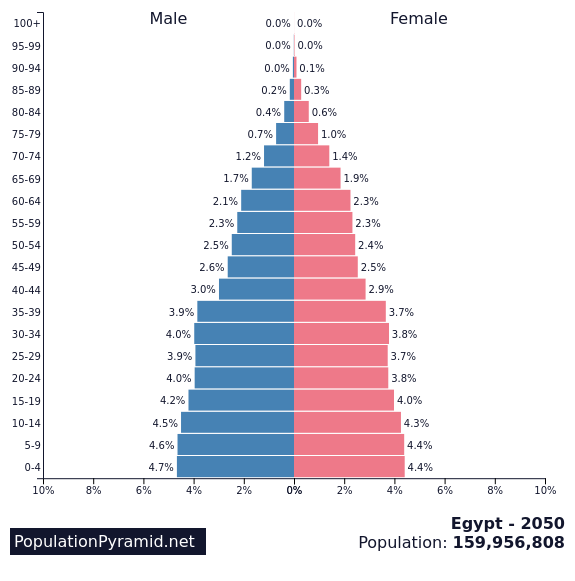 Male Female
100+ 0.0% 0.0%
95-99 0.0% 0.0%
90-94 0.0% 0.1%
85-89 0.2% 0.3%
80-84 0.4% 0.6%
75-79 0.7% 1.0%
70-74 1.2% 1.4%
65-69 1.7% 1.9%
60-64 2.1% 2.3%
55-59 2.3% 2.3%
50-54 2.5% 2.4%
45-49 2.6% 2.5%
40-44 3.0% 2.9%
35-39 3.9% 3.7%
30-34 4.0% 3.8%
25-29 3.9% 3.7%
20-24 4.0% 3.8%
15-19 4.2% 4.0%
10-14 4.5% 4.3%
5-9 4.6% 4.4%
0-4 4.7% 4.4%
10% 8% 6% 4% 2% 0% 2% 4% 6% 8% 10%
Egypt - 2050
PopulationPyramid.net Population: 159,956,808